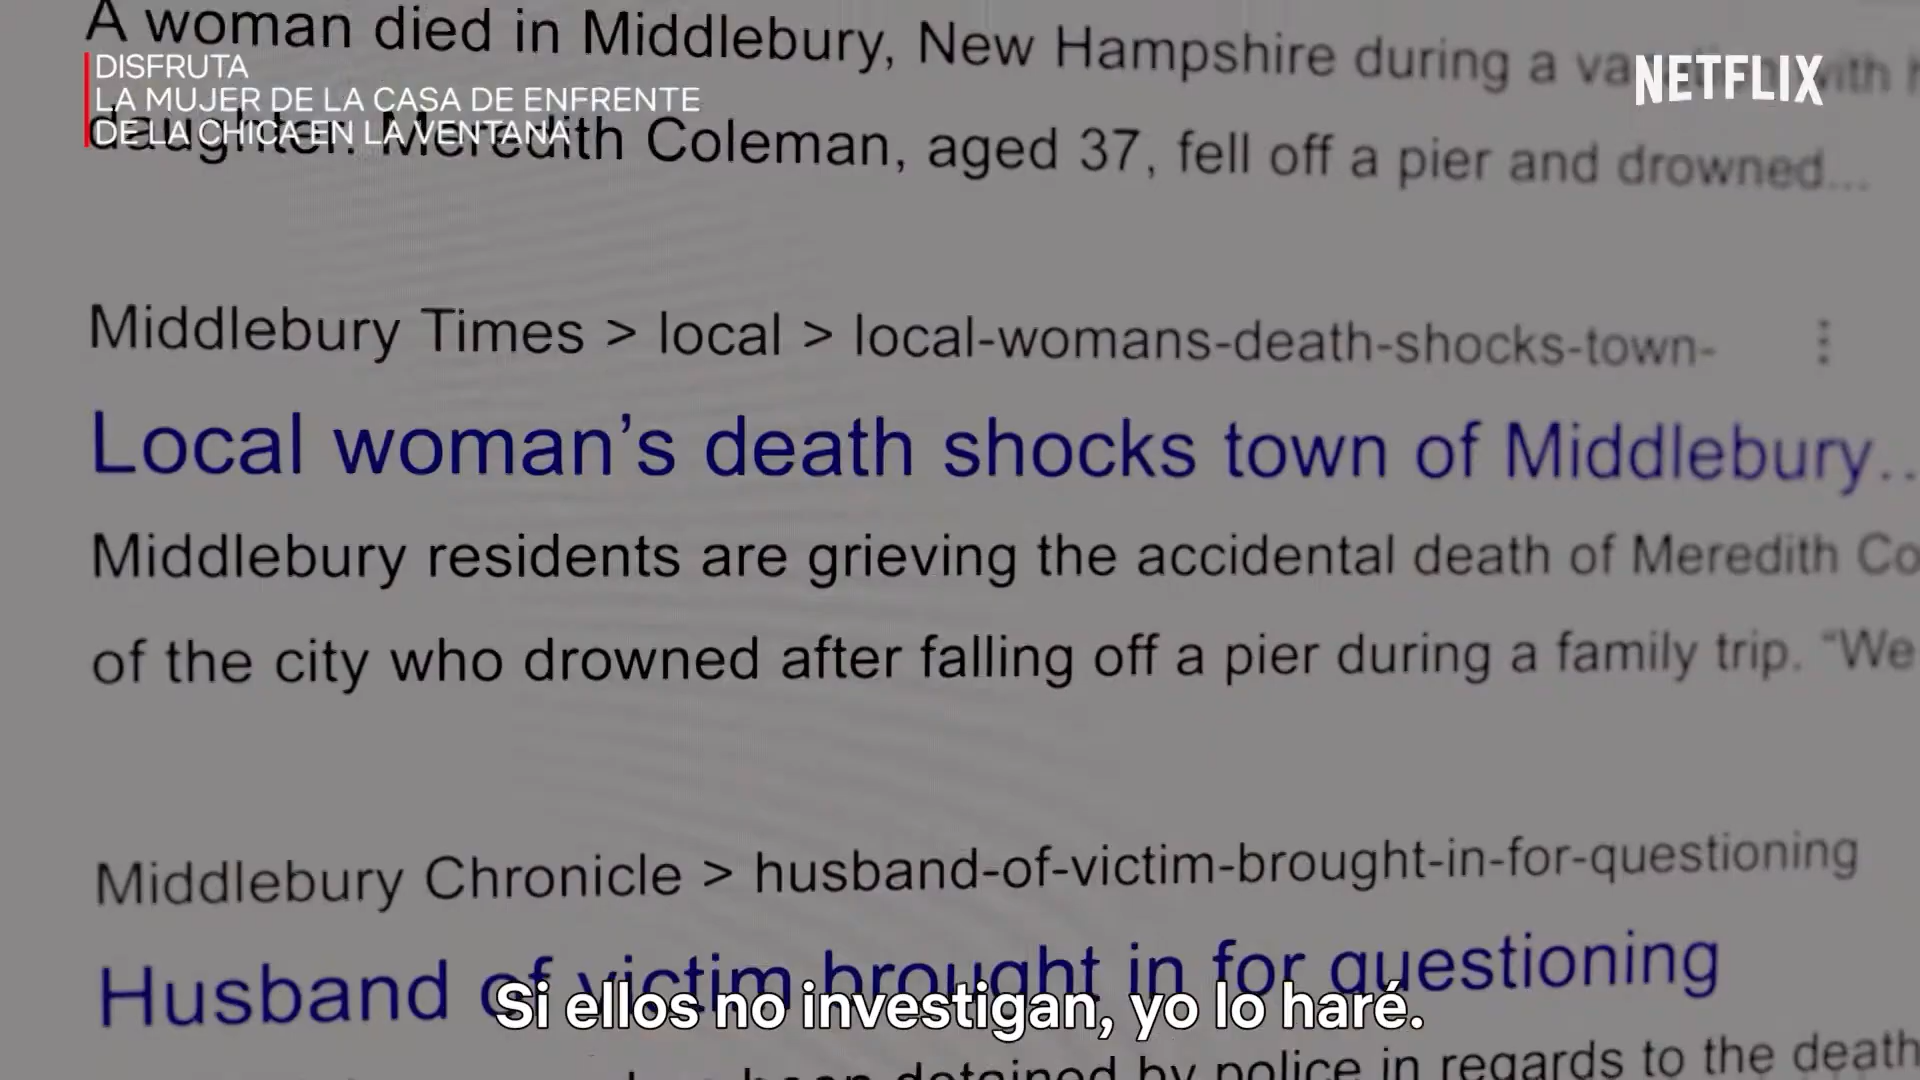 A woman died in Middlebury, New Hampshire during a with
DISFRUTA
LA MUJER DE LA CASA DE ENFRENTE
DE LA CHICA EN LA VENTANA
NETFLIX
daughter. Meredith Coleman, aged 37, fell off a pier and drowned...
Middlebury Times > local > local-womans-death-shocks-town-
Local woman’s death shocks town of Middlebury...
Middlebury residents are grieving the accidental death of Meredith Co
of the city who drowned after falling off a pier during a family trip. “We
Middlebury Chronicle > husband-of-victim-brought-in-for-questioning
Husband of victim brought in for questioning
Si ellos no investigan, yo lo haré.
been detained by police in regards to the death